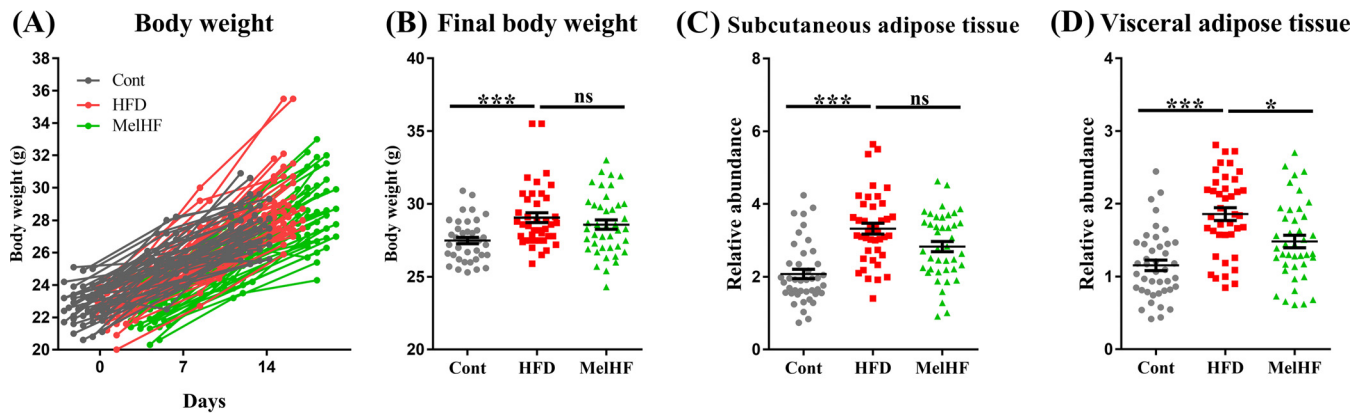 (A)
Body weight
Body weight (g)
38
36
34
32
30
28
26
24
22
20
Cont
HFD
MelHF
0
7
14
Days
(B)
Final body weight
Body weight (g)
40
35
30
25
20
***
ns
Cont
HFD
MelHF
(C)
Subcutaneous adipose tissue
Relative abundance
8
6
4
2
0
***
ns
Cont
HFD
MelHF
(D)
Visceral adipose tissue
Relative abundance
4
3
2
1
0
***
*
Cont
HFD
MelHF